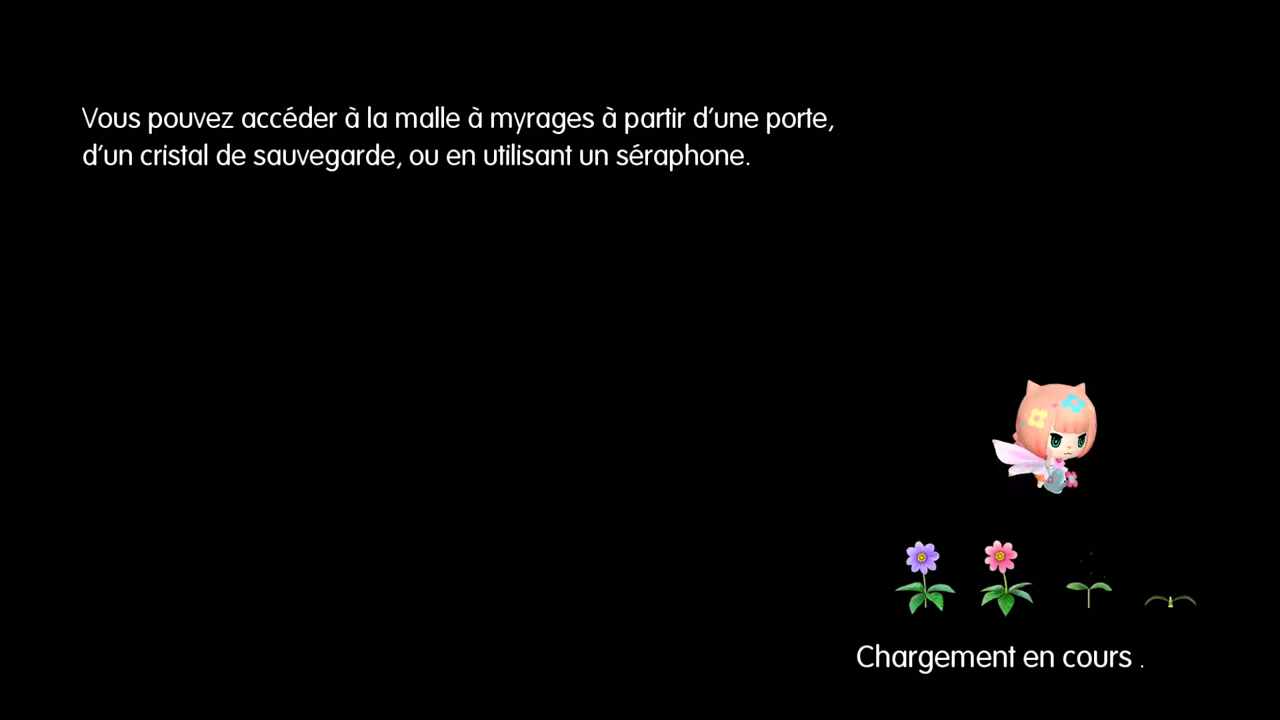 Vous pouvez accéder à la malle à myrages à partir d'une porte,
d'un cristal de sauvegarde, ou en utilisant un séraphone.
Chargement en cours .